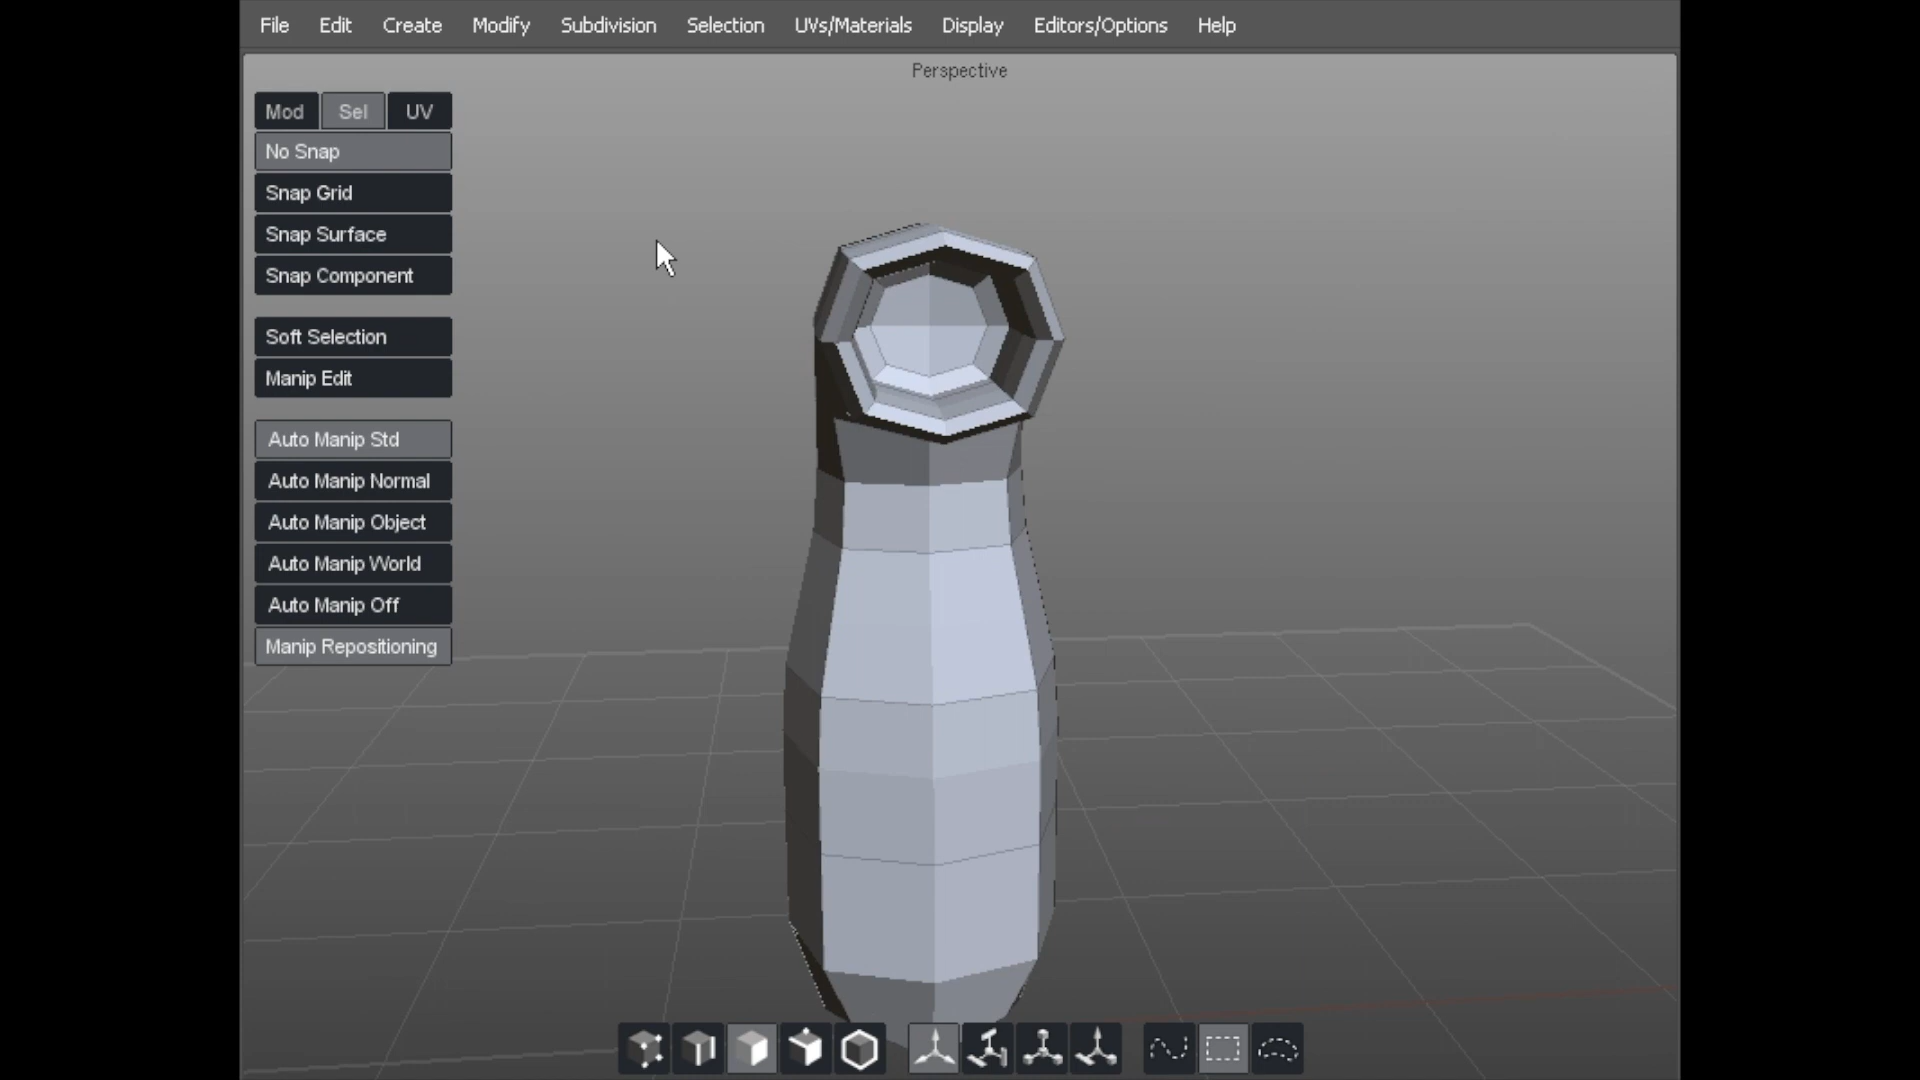 File Edit Create Modify Subdivision Selection UVs/Materials Display Editors/Options Help
Perspective
Mod Sel UV
No Snap
Snap Grid
Snap Surface
Snap Component
Soft Selection
Manip Edit
Auto Manip Std
Auto Manip Normal
Auto Manip Object
Auto Manip World
Auto Manip Off
Manip Repositioning